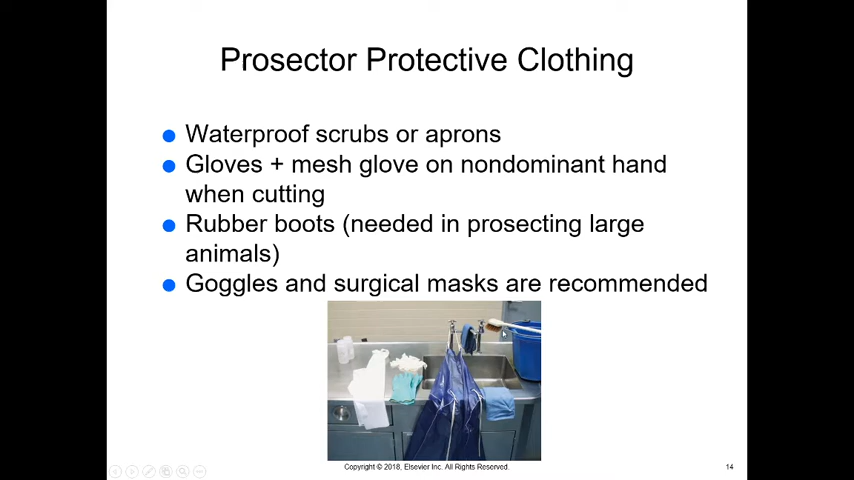 Prosector Protective Clothing
Waterproof scrubs or aprons
Gloves + mesh glove on nondominant hand
when cutting
Rubber boots (needed in prosecting large
animals)
Goggles and surgical masks are recommended
Copyright © 2018, Elsevier Inc. All Rights Reserved.
14